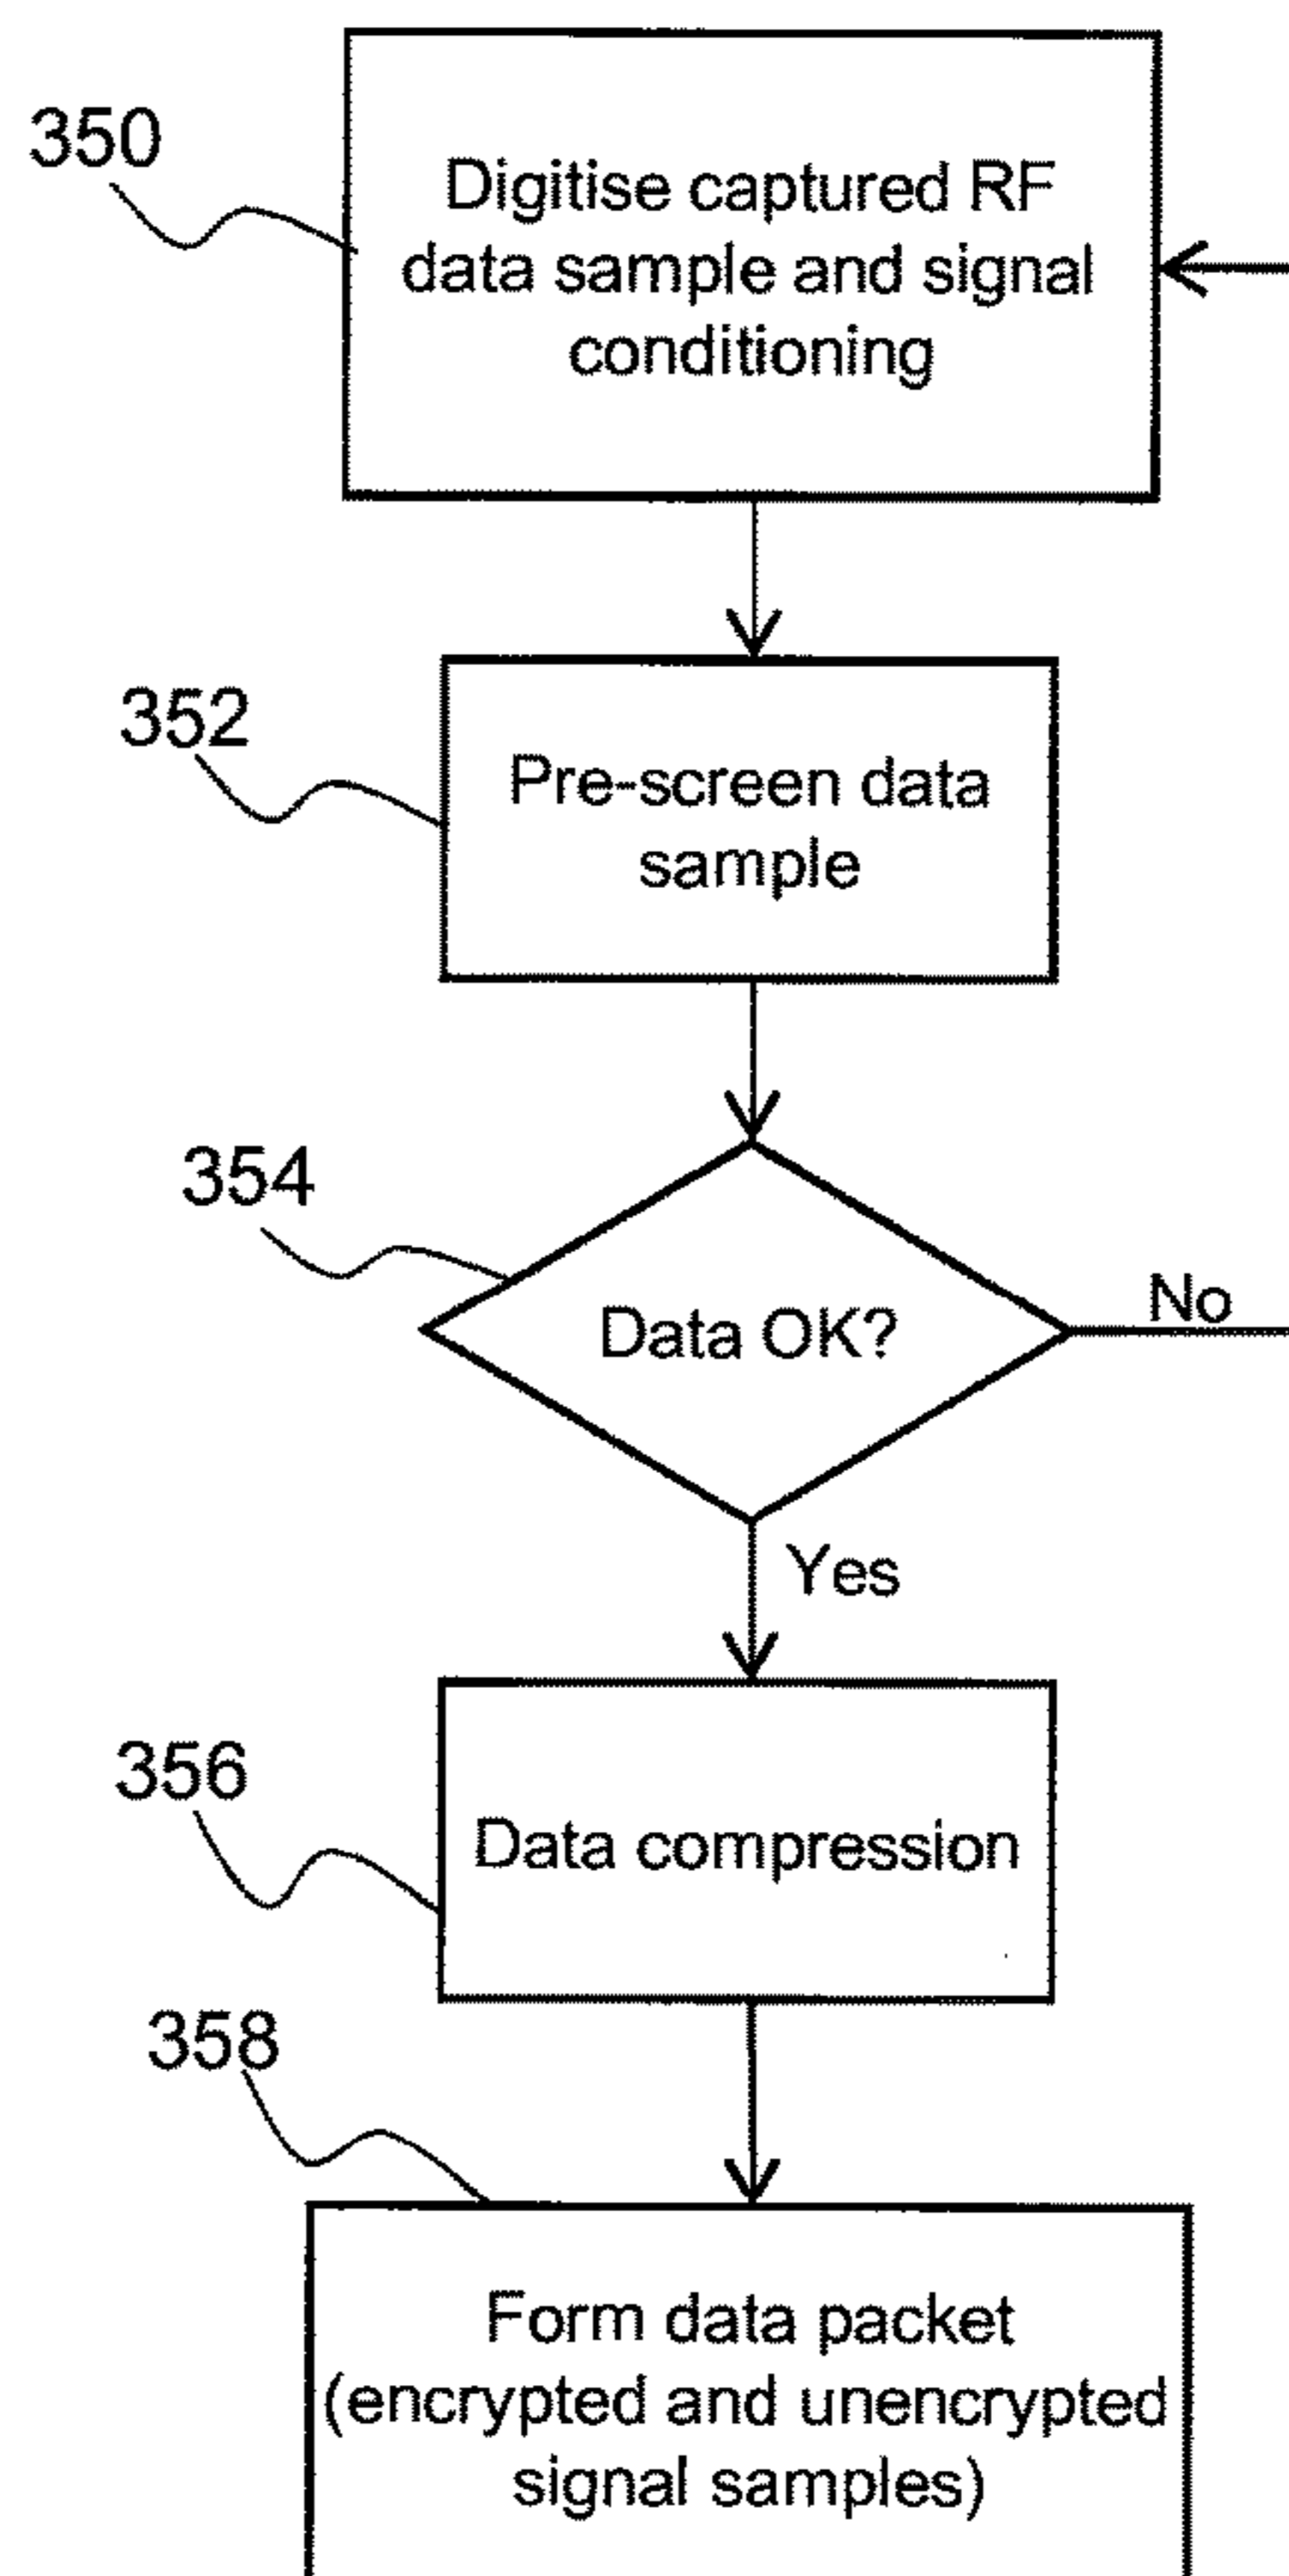 350
Digitise captured RF
data sample and signal
conditioning
352
Pre-screen data
sample
354
Data OK?
No
Yes
356
Data compression
358
Form data packet
(encrypted and unencrypted
signal samples)